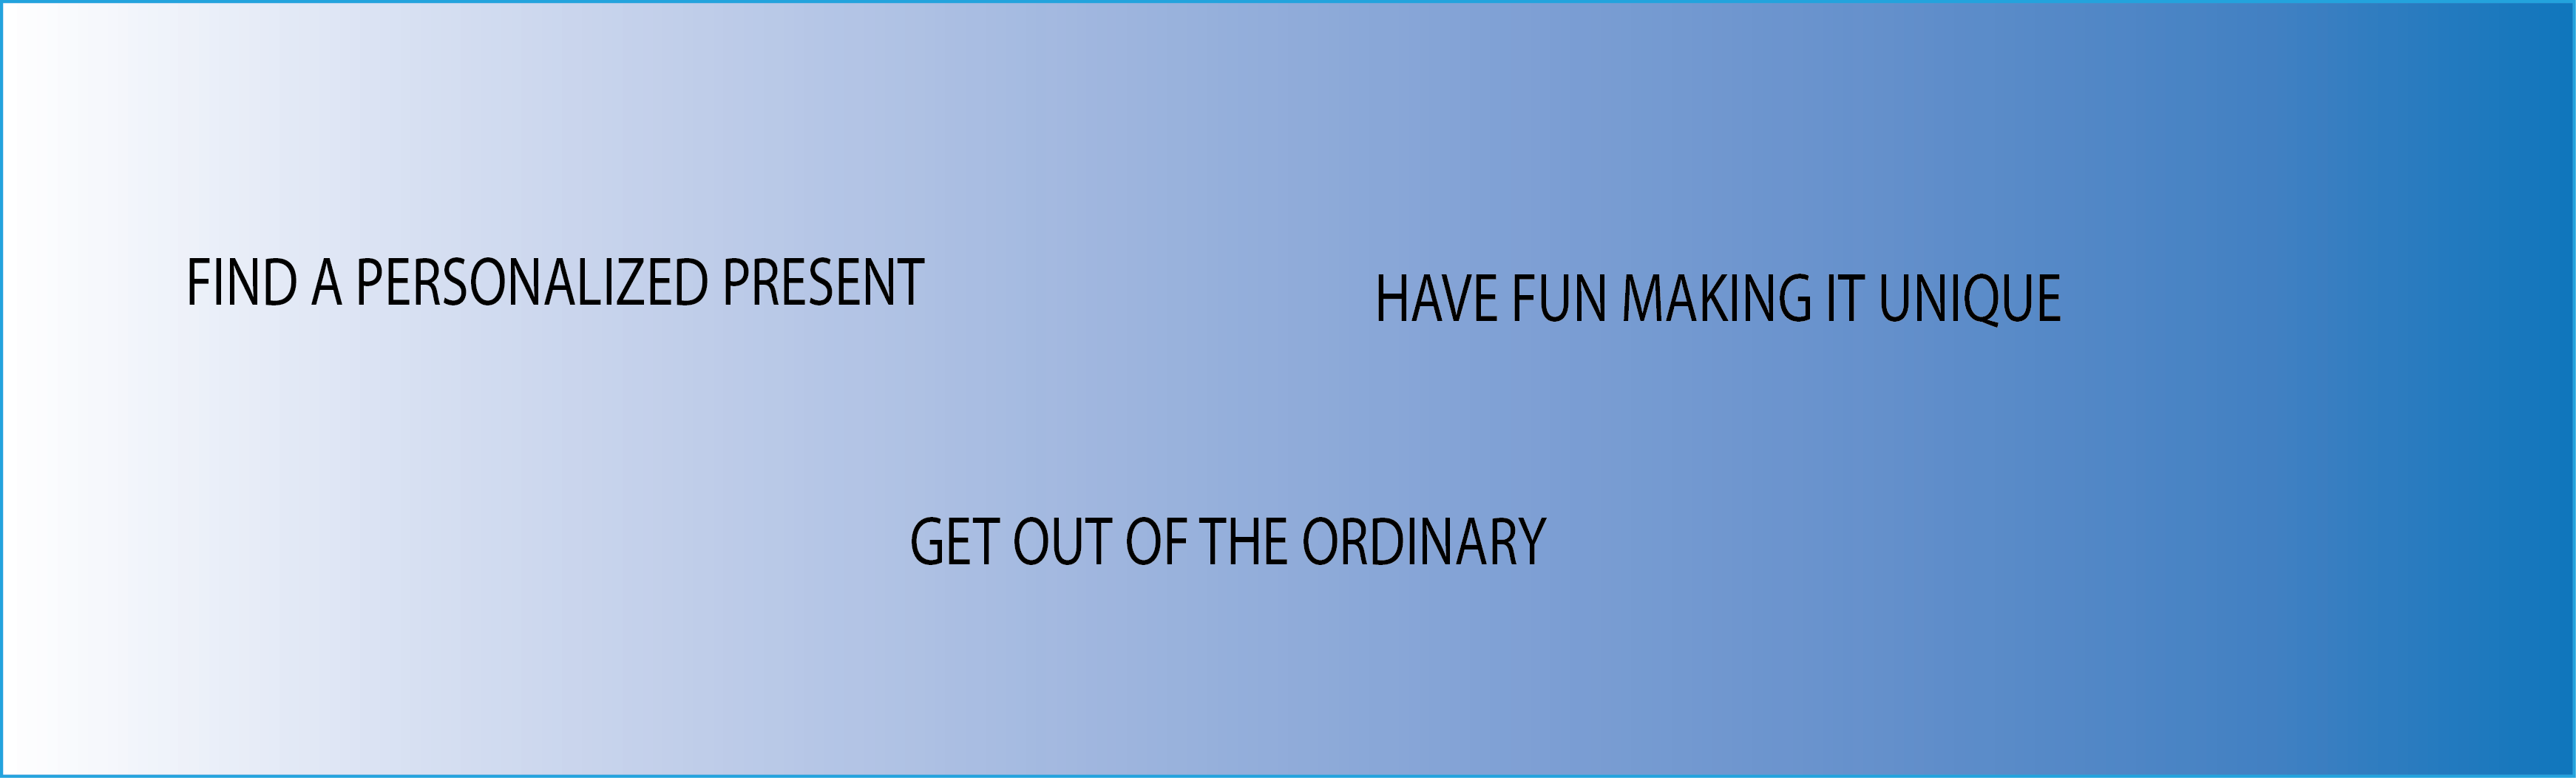 FIND A PERSONALIZED PRESENT
HAVE FUN MAKING IT UNIQUE
GET OUT OF THE ORDINARY